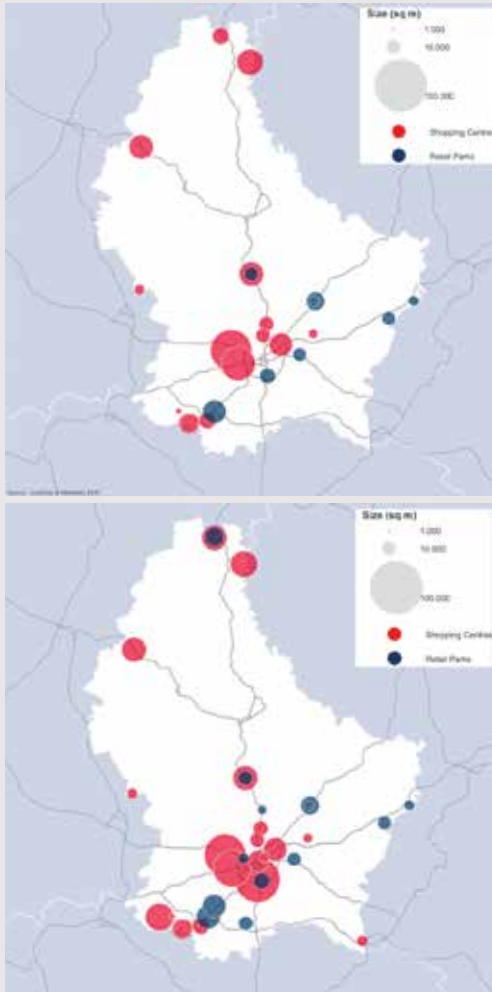 Size (sq m)
1.000
10.000
100.000
Shopping Centres
Retail Parks
Size (sq m)
1.000
10.000
100.000
Shopping Centres
Retail Parks